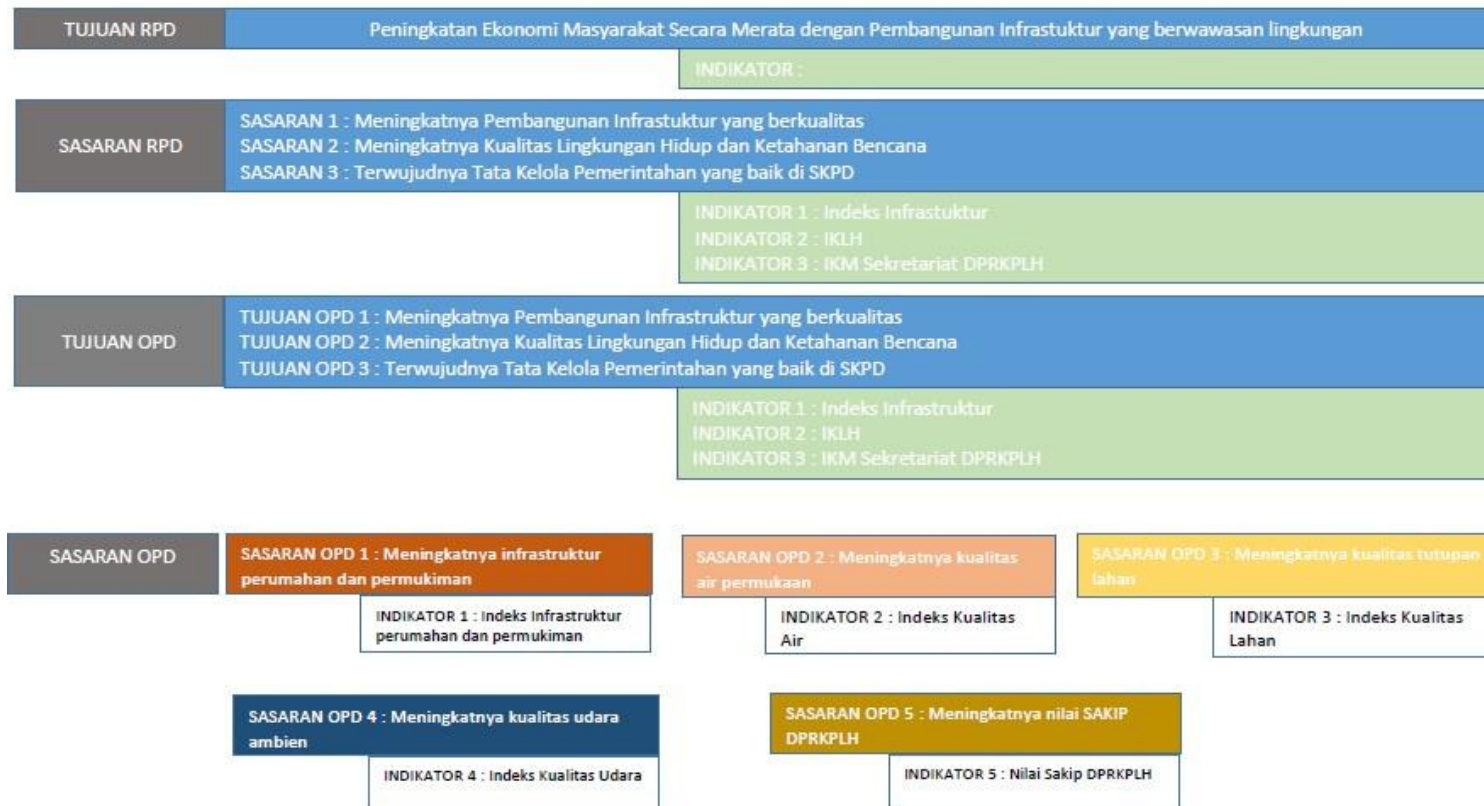 TUJUAN RPD
Peningkatan Ekonomi Masyarakat Secara Merata dengan Pembangunan Infrastuktur yang berwawasan lingkungan
INDIKATOR :
SASARAN RPD
SASARAN 1 : Meningkatnya Pembangunan Infrastuktur yang berkualitas
SASARAN 2 : Meningkatnya Kualitas Lingkungan Hidup dan Ketahanan Bencana
SASARAN 3 : Terwujudnya Tata Kelola Pemerintahan yang baik di SKPD
INDIKATOR 1 : Indeks Infrastuktur
INDIKATOR 2 : IKLH
INDIKATOR 3 : IKM Sekretariat DPRKPLH
TUJUAN OPD
TUJUAN OPD 1 : Meningkatnya Pembangunan Infrastruktur yang berkualitas
TUJUAN OPD 2 : Meningkatnya Kualitas Lingkungan Hidup dan Ketahanan Bencana
TUJUAN OPD 3 : Terwujudnya Tata Kelola Pemerintahan yang baik di SKPD
INDIKATOR 1 : Indeks Infrastruktur
INDIKATOR 2 : IKLH
INDIKATOR 3 : IKM Sekretariat DPRKPLH
SASARAN OPD
SASARAN OPD 1 : Meningkatnya infrastruktur
perumahan dan permukiman
INDIKATOR 1 : Indeks Infrastruktur
perumahan dan permukiman
SASARAN OPD 2 : Meningkatnya kualitas
air permukaan
INDIKATOR 2 : Indeks Kualitas
Air
SASARAN OPD 3 : Meningkatnya kualitas tutupan
lahan
INDIKATOR 3 : Indeks Kualitas
Lahan
SASARAN OPD 4 : Meningkatnya kualitas udara
ambien
INDIKATOR 4 : Indeks Kualitas Udara
SASARAN OPD 5 : Meningkatnya nilai SAKIP
DPRKPLH
INDIKATOR 5 : Nilai Sakip DPRKPLH